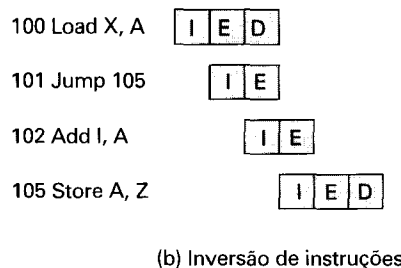 100 Load X, A I E D
101 Jump 105 I E
102 Add I, A I E
105 Store A, Z I E D
(b) Inversão de instruções